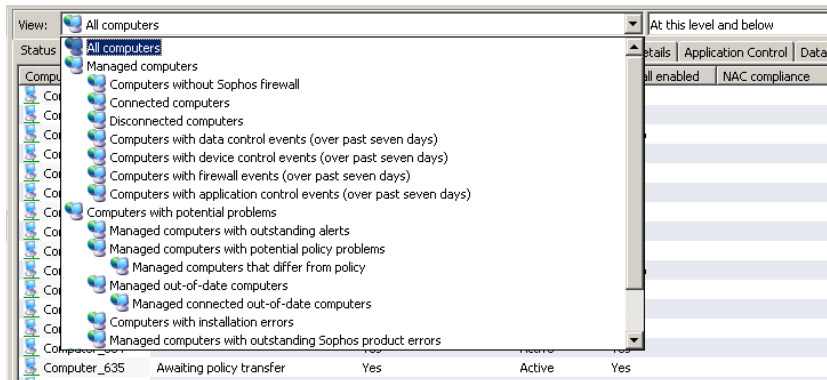 View: All computers At this level and below
Status etails Application Control Data
Compu all enabled NAC compliance
All computers
Managed computers
Computers without Sophos firewall
Connected computers
Disconnected computers
Computers with data control events (over past seven days)
Computers with device control events (over past seven days)
Computers with firewall events (over past seven days)
Computers with application control events (over past seven days)
Computers with potential problems
Managed computers with outstanding alerts
Managed computers with potential policy problems
Managed computers that differ from policy
Managed out-of-date computers
Managed connected out-of-date computers
Computers with installation errors
Managed computers with outstanding Sophos product errors
Computer_635 Awaiting policy transfer Yes Active Yes